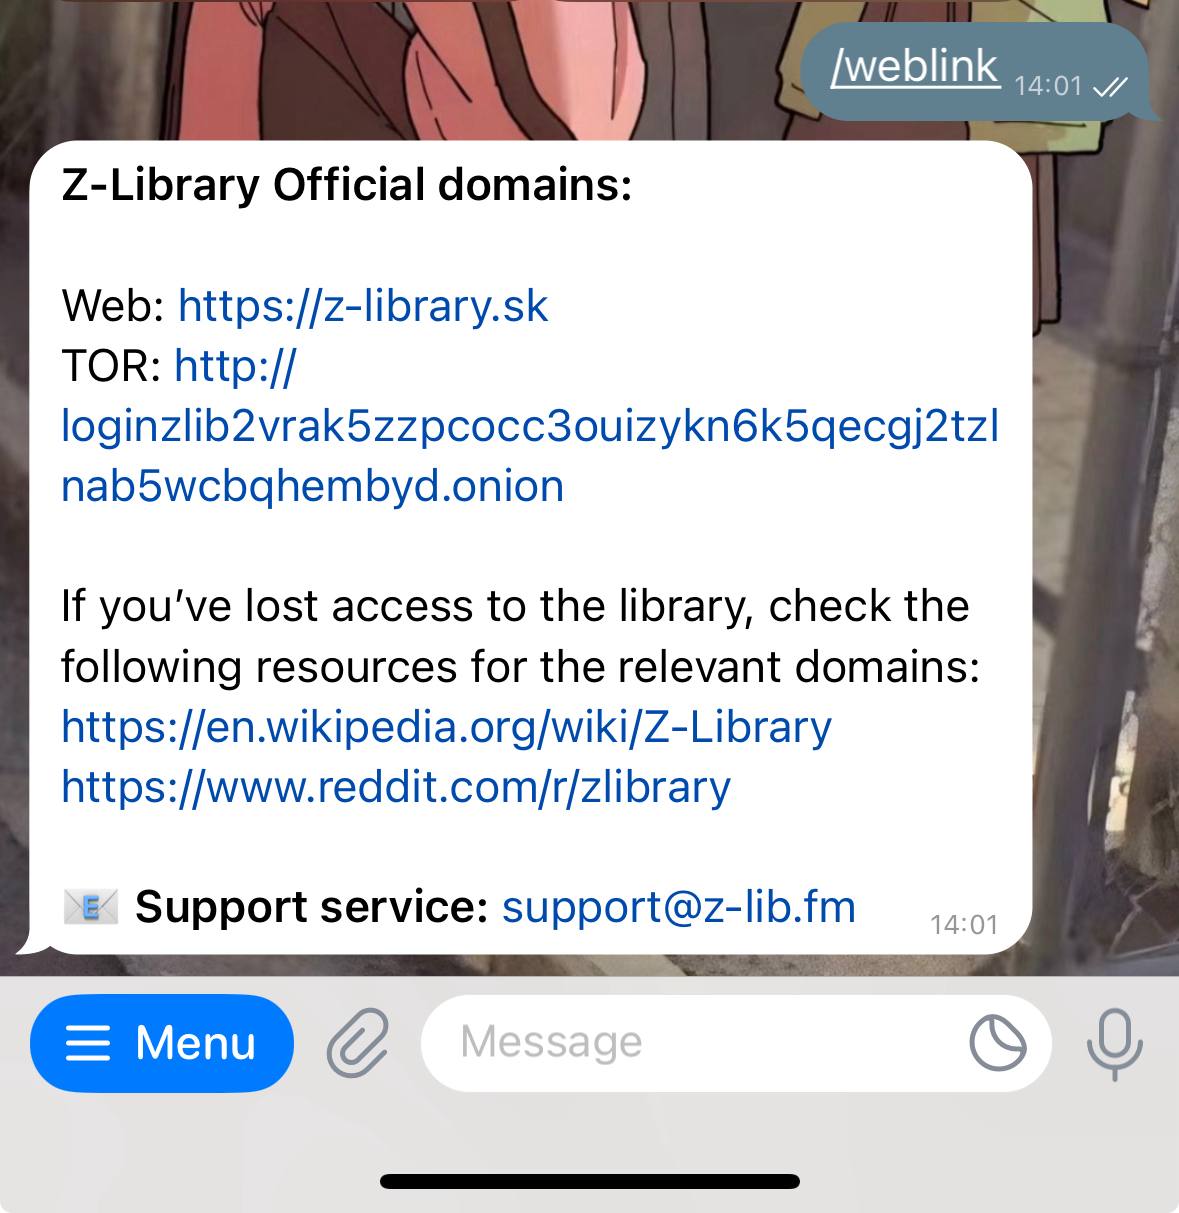 /weblink 14:01
Z-Library Official domains:
Web: https://z-library.sk
TOR: http://
loginzlib2vrak5zzpcocc3ouizykn6k5qecgj2tzl
nab5wcbqhembyd.onion
If you’ve lost access to the library, check the
following resources for the relevant domains:
https://en.wikipedia.org/wiki/Z-Library
https://www.reddit.com/r/zlibrary
📧 Support service: support@z-lib.fm 14:01
Menu Message